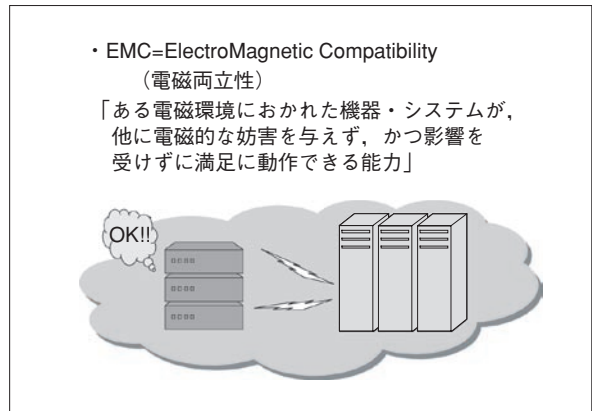 ・EMC=ElectroMagnetic Compatibility
（電磁両立性）
「ある電磁環境におかれた機器・システムが，
他に電磁的な妨害を与えず，かつ影響を
受けずに満足に動作できる能力」
OK!!